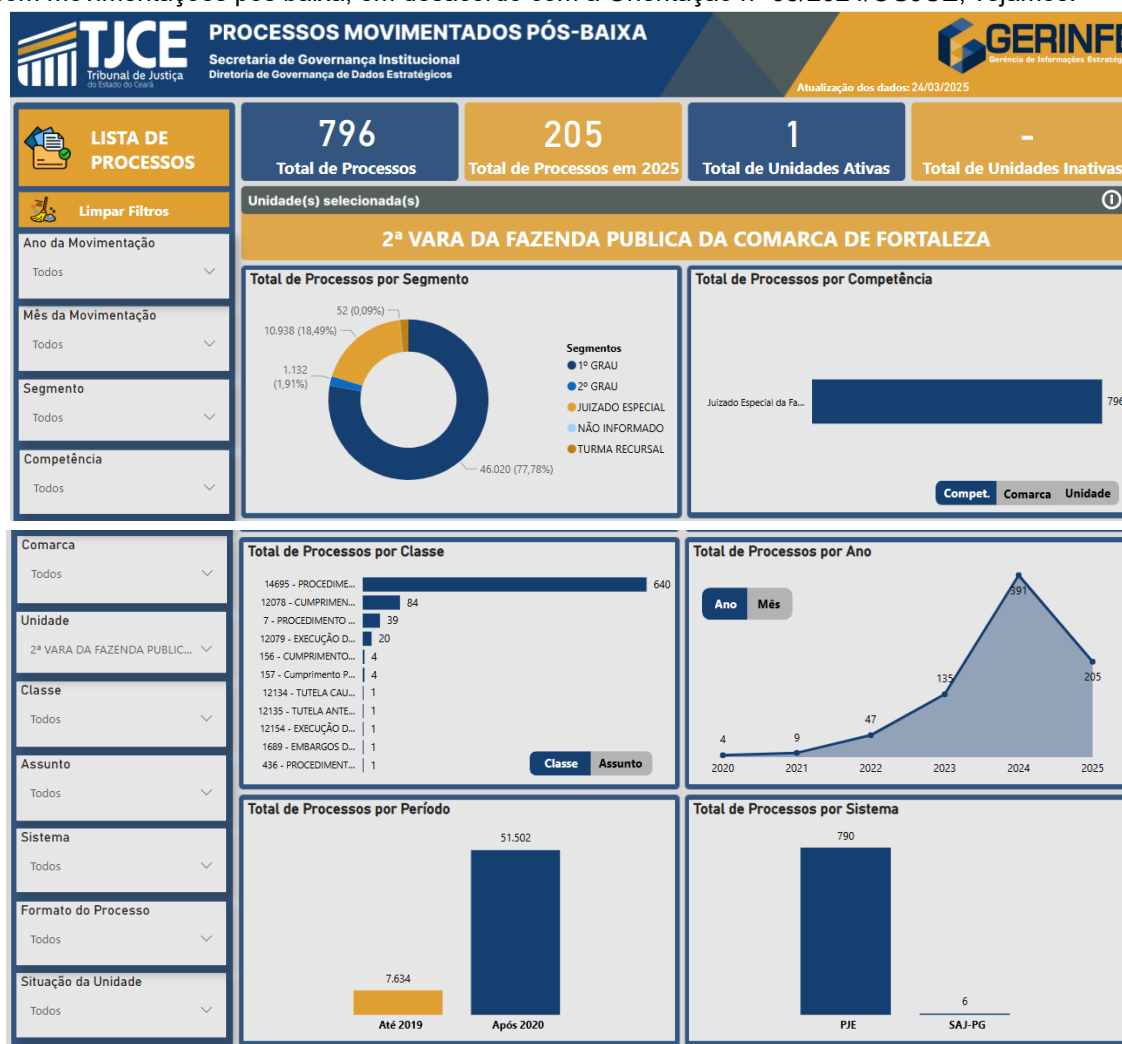 TJCE
Tribunal de Justiça
do Estado do Ceará
PROCESSOS MOVIMENTADOS PÓS-BAIXA
Secretaria de Governança Institucional
Diretoria de Governança de Dados Estratégicos
Atualização dos dados: 24/03/2025
LISTA DE
PROCESSOS
796
Total de Processos
205
Total de Processos em 2025
1
Total de Unidades Ativas
-
Total de Unidades Inativas
Limpar Filtros
Unidade(s) selecionada(s)
2ª VARA DA FAZENDA PUBLICA DA COMARCA DE FORTALEZA
Ano da Movimentação
Todos
Mês da Movimentação
Todos
Segmento
Todos
Competência
Todos
Total de Processos por Segmento
52 (0,09%)
10.938 (18,49%)
1.132
(1,91%)
46.020 (77,78%)
Segmentos
1º GRAU
2º GRAU
JUIZADO ESPECIAL
NÃO INFORMADO
TURMA RECURSAL
Total de Processos por Competência
Juizado Especial da Fa...
796
Compet. Comarca Unidade
Comarca
Todos
Unidade
2ª VARA DA FAZENDA PUBLIC...
Classe
Todos
Assunto
Todos
Sistema
Todos
Formato do Processo
Todos
Situação da Unidade
Todos
Total de Processos por Classe
14695 - PROCEDIME... 640
12078 - CUMPRIMEN... 84
7 - PROCEDIMENTO ... 39
12079 - EXECUÇÃO D... 20
156 - CUMPRIMENTO... 4
157 - Cumprimento P... 4
12134 - TUTELA CAU... 1
12135 - TUTELA ANTE... 1
12154 - EXECUÇÃO D... 1
1689 - EMBARGOS D... 1
436 - PROCEDIMENT... 1
Classe Assunto
Total de Processos por Ano
Ano Mês
4 9 47 135 391 205
2020 2021 2022 2023 2024 2025
Total de Processos por Período
7.634 51.502
Até 2019 Após 2020
Total de Processos por Sistema
790 6
PJE SAJ-PG